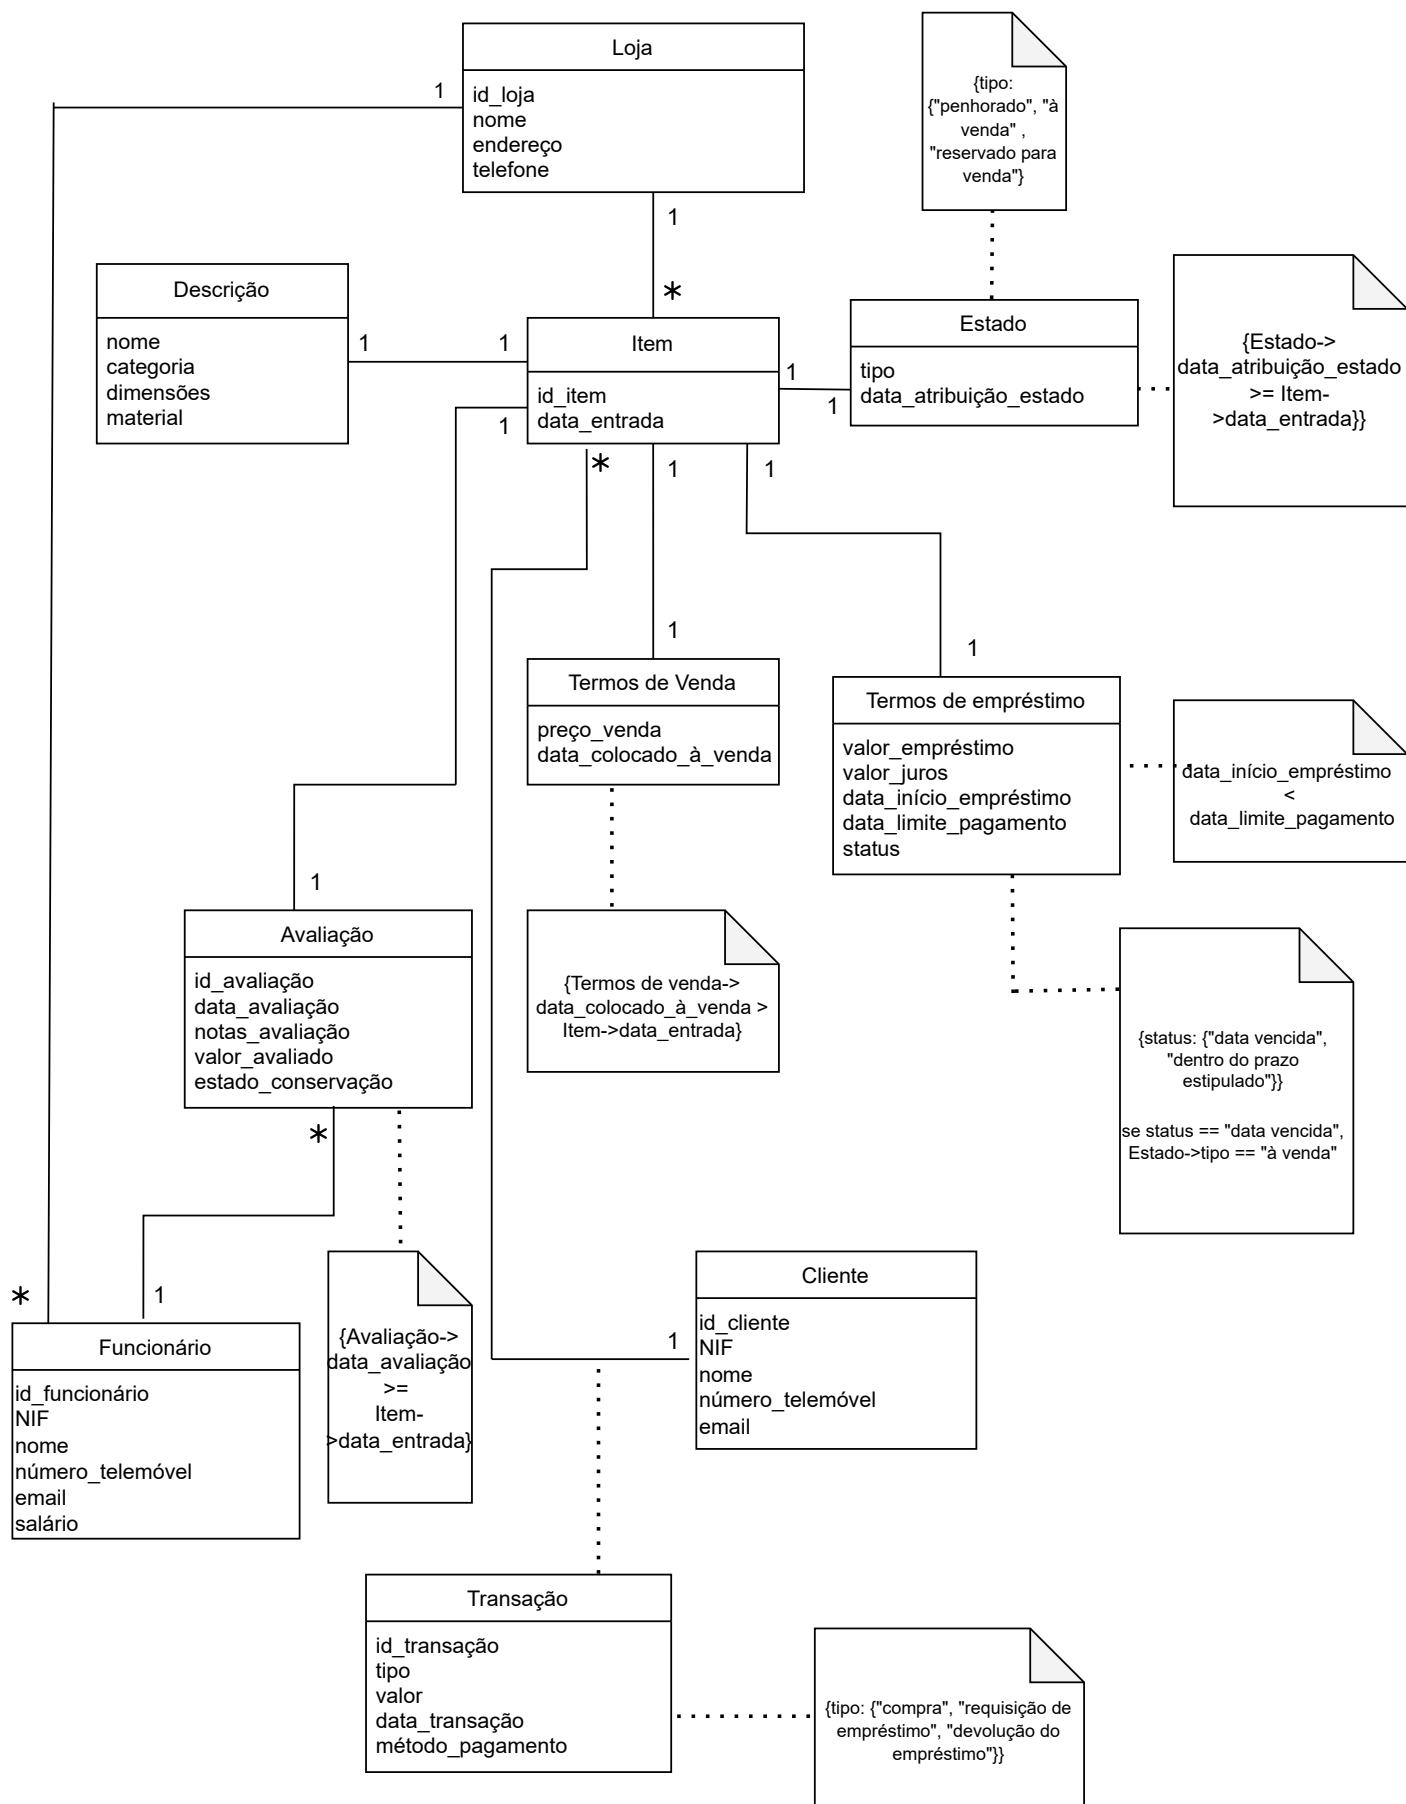 Loja
1
id_loja
nome
endereço
telefone
{tipo:
{"penhorado", "à
venda" ,
"reservado para
venda"}
1
*
Descrição
nome
categoria
dimensões
material
1
1
Item
id_item
data_entrada
1
1
Estado
tipo
data_atribuição_estado
{Estado->
data_atribuição_estado
>= Item-
>data_entrada}}
1
*
1
1
1
1
Termos de Venda
preço_venda
data_colocado_à_venda
Termos de empréstimo
valor_empréstimo
valor_juros
data_início_empréstimo
data_limite_pagamento
status
data_início_empréstimo
<
data_limite_pagamento
1
Avaliação
id_avaliação
data_avaliação
notas_avaliação
valor_avaliado
estado_conservação
{Termos de venda->
data_colocado_à_venda >
Item->data_entrada}
{status: {"data vencida",
"dentro do prazo
estipulado"}}
se status == "data vencida",
Estado->tipo == "à venda"
*
*
1
Funcionário
id_funcionário
NIF
nome
número_telemóvel
email
salário
{Avaliação->
data_avaliação
>=
Item-
>data_entrada}
1
Cliente
id_cliente
NIF
nome
número_telemóvel
email
Transação
id_transação
tipo
valor
data_transação
método_pagamento
{tipo: {"compra", "requisição de
empréstimo", "devolução do
empréstimo"}}